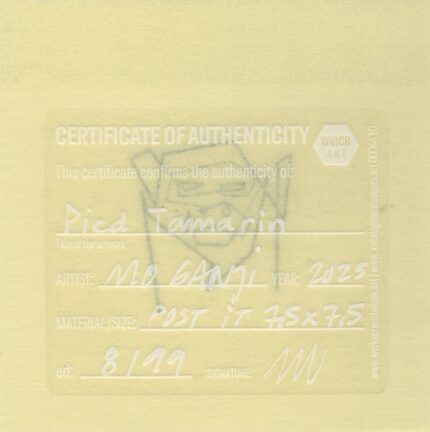 CERTIFICATE OF AUTHENTICITY
WVICR
ART
This certificate confirms the authenticity of:
Pied Tamarin
Title of the artwork
ARTIST: MO GANJI YEAR: 2025
MATERIAL/SIZE: POST iT 7,5x7,5
ed: 8/99 SIGNATURE: